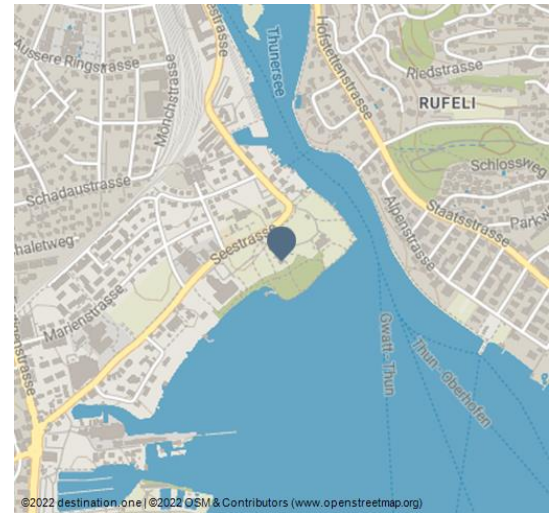 Äussere Ringstrasse
Mönchstrasse
Seestrasse
Thunersee
Hofstettenstrasse
Riedstrasse
RUFELI
Schlossweg
Schadaustrasse
Staatsstrasse
Alpenstrasse
Seestrasse
Marienstrasse
Gwatt - Thun
Thun - Oberhofen
©2022 destination.one | ©2022 OSM & Contributors (www.openstreetmap.org)